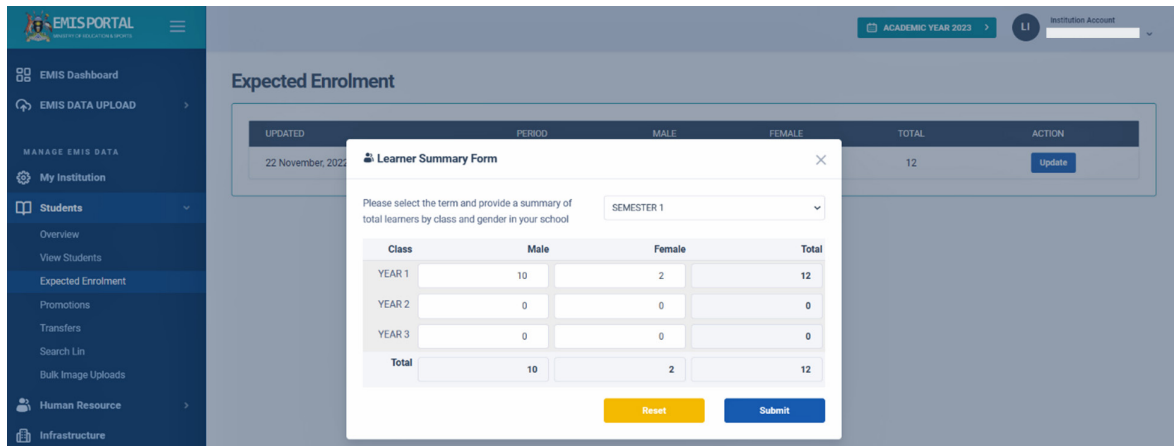 EMIS PORTAL
MINISTRY OF EDUCATION & SPORTS
ACADEMIC YEAR 2023
LI
Institution Account
EMIS Dashboard
EMIS DATA UPLOAD
MANAGE EMIS DATA
My Institution
Students
Overview
View Students
Expected Enrolment
Promotions
Transfers
Search Lin
Bulk Image Uploads
Human Resource
Infrastructure
Expected Enrolment
UPDATED PERIOD MALE FEMALE TOTAL ACTION
22 November, 2022 12 Update
Learner Summary Form
Please select the term and provide a summary of
total learners by class and gender in your school
SEMESTER 1
Class Male Female Total
YEAR 1 10 2 12
YEAR 2 0 0 0
YEAR 3 0 0 0
Total 10 2 12
Reset Submit